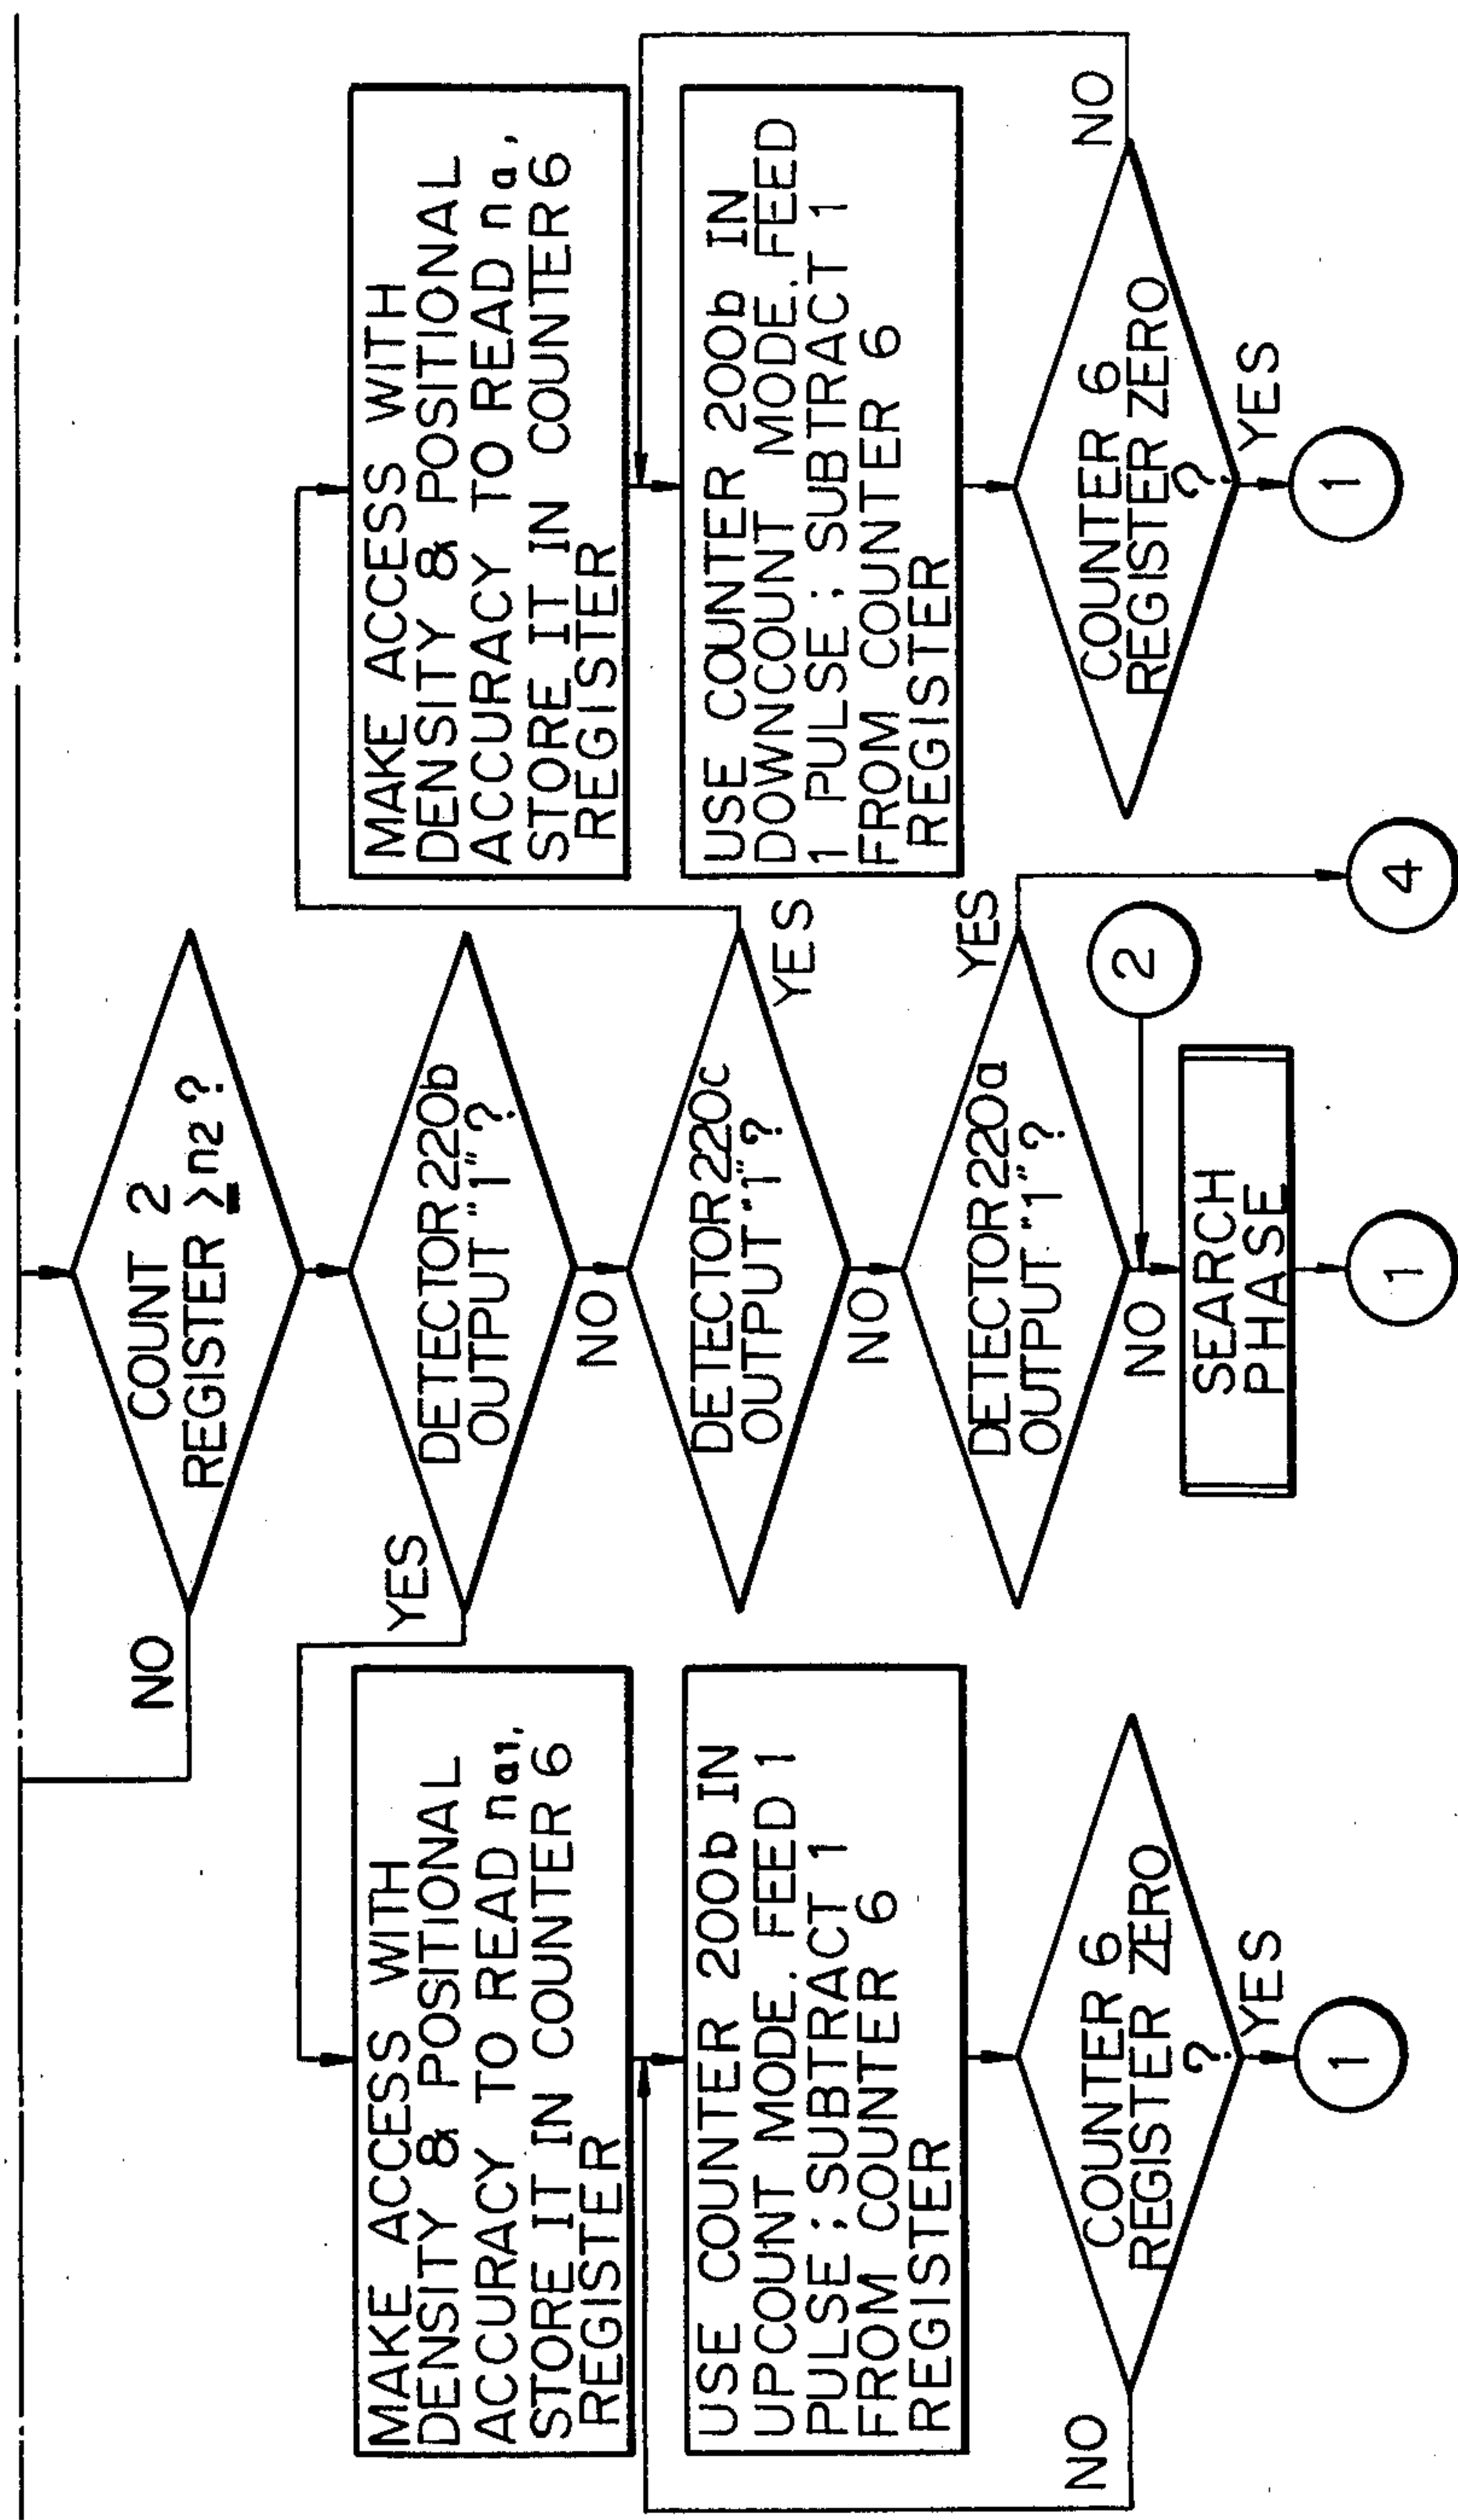 COUNT 2
REGISTER ≥ n2 ?
NO
DETECTOR 220b
OUTPUT "1" ?
YES
NO
MAKE ACCESS WITH
DENSITY & POSITIONAL
ACCURACY TO READ na1,
STORE IT IN COUNTER 6
REGISTER
USE COUNTER 200b IN
UPCOUNT MODE. FEED 1
PULSE ; SUBTRACT 1
FROM COUNTER 6
REGISTER
COUNTER 6
REGISTER ZERO
?
NO
YES
1
DETECTOR 220c
OUTPUT "1" ?
YES
NO
DETECTOR 220a
OUTPUT "1" ?
YES
NO
2
SEARCH
PHASE
1
4
MAKE ACCESS WITH
DENSITY & POSITIONAL
ACCURACY TO READ na,
STORE IT IN COUNTER 6
REGISTER
USE COUNTER 200b IN
DOWNCOUNT MODE. FEED
1 PULSE ; SUBTRACT 1
FROM COUNTER 6
REGISTER
COUNTER 6
REGISTER ZERO
?
NO
YES
1